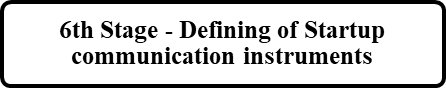 6th Stage - Defining of Startup
communication instruments